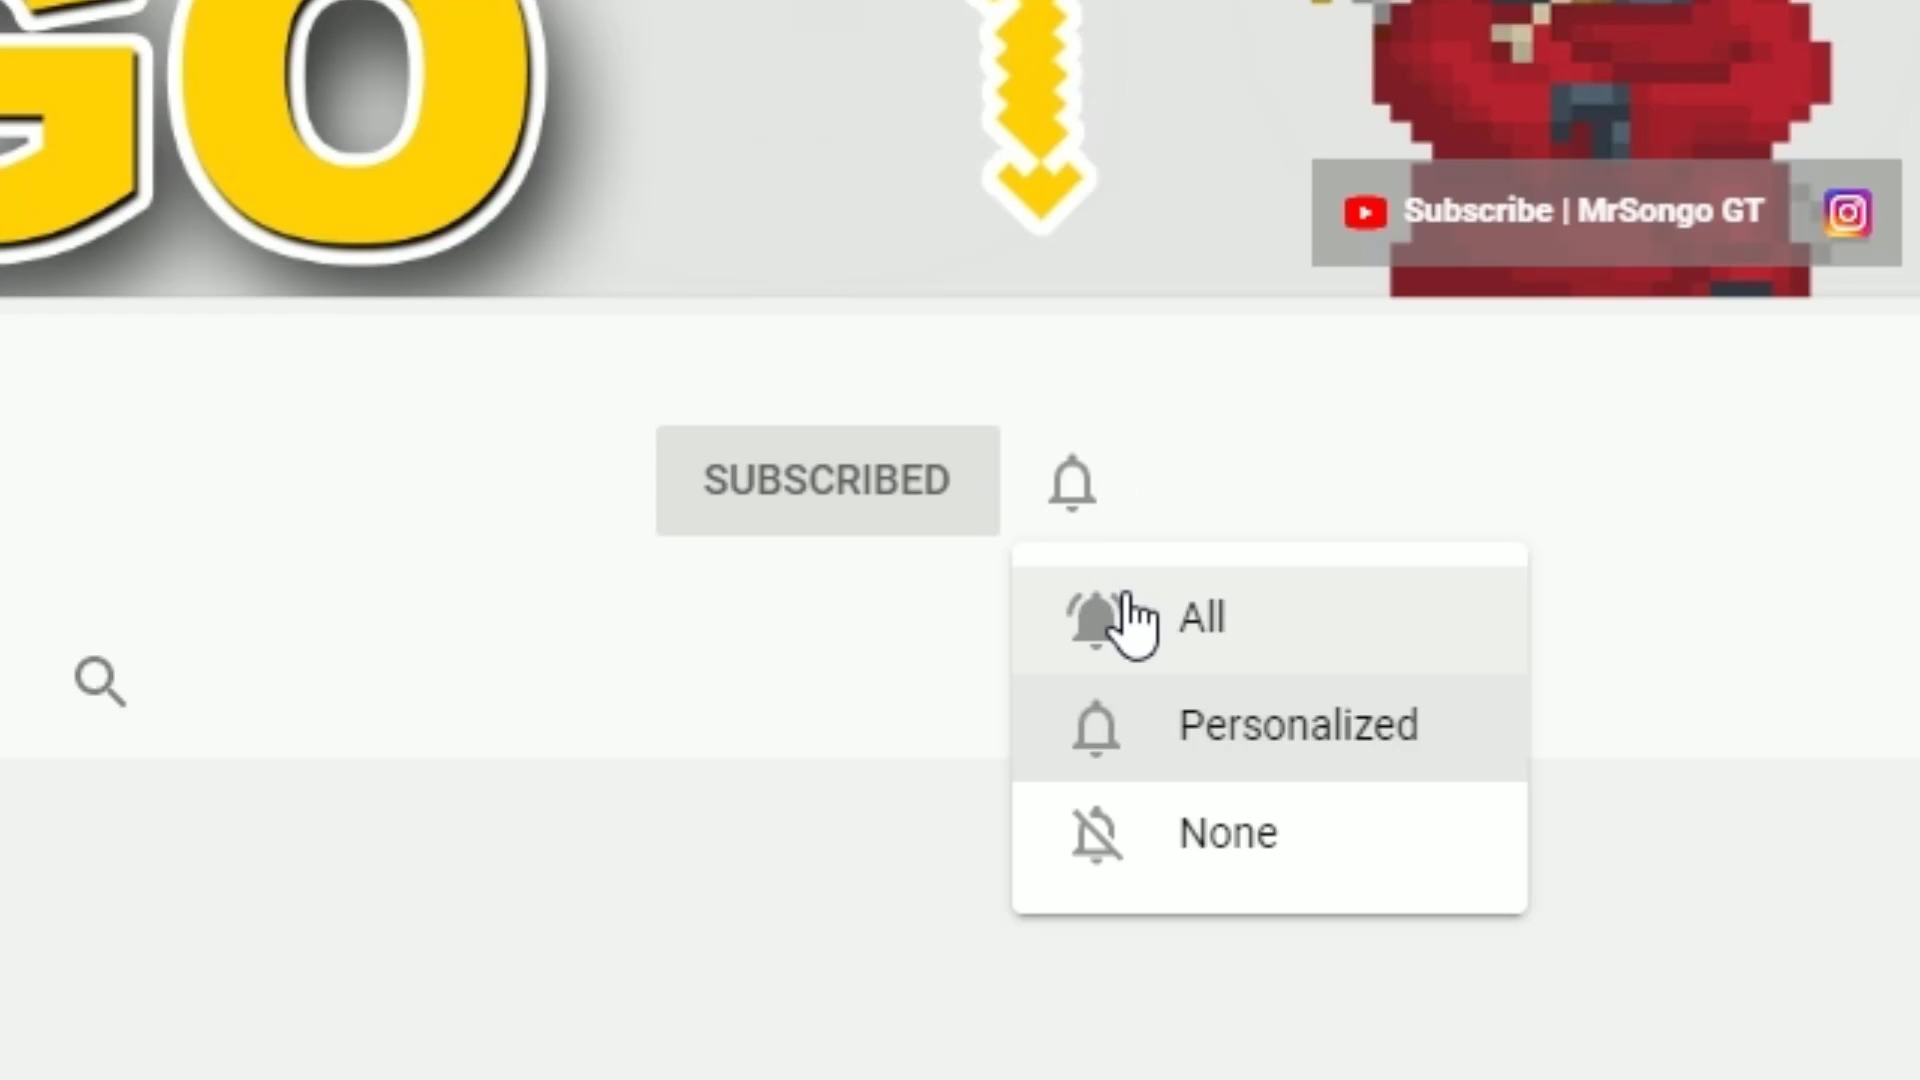 GO
Subscribe | MrSongo GT
SUBSCRIBED
All
Personalized
None